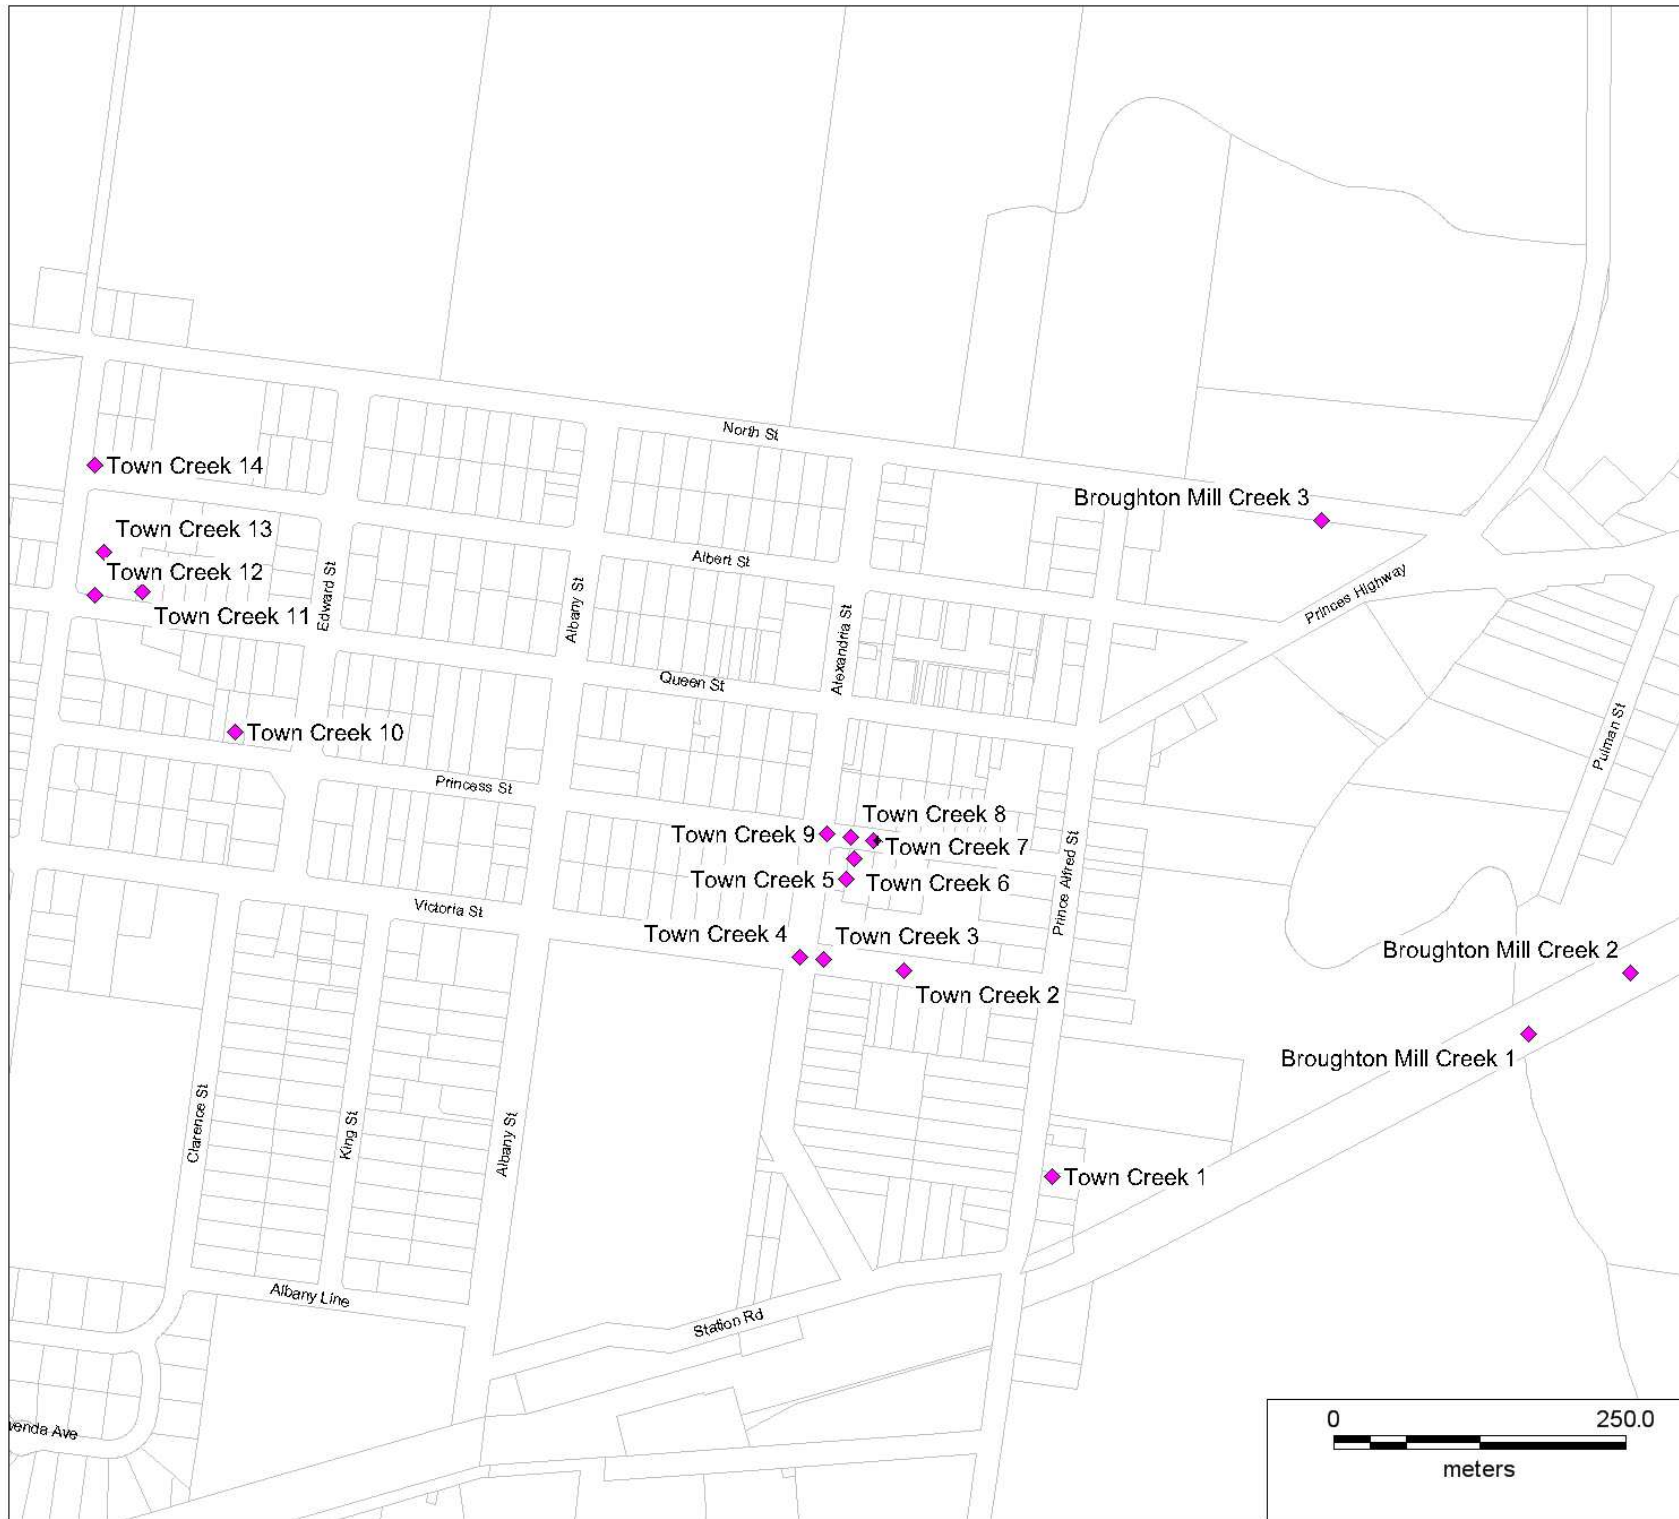 North St
Town Creek 14
Broughton Mill Creek 3
Town Creek 13
Albert St
Town Creek 12
Princes Highway
Edward St
Albany St
Town Creek 11
Alexandria St
Queen St
Pulman St
Town Creek 10
Princess St
Town Creek 8
Town Creek 9
Town Creek 7
Town Creek 5
Town Creek 6
Prince Alfred St
Victoria St
Town Creek 4
Town Creek 3
Broughton Mill Creek 2
Town Creek 2
Broughton Mill Creek 1
Clarence St
King St
Albany St
Town Creek 1
Albany Line
Station Rd
Ave
0 250.0
meters